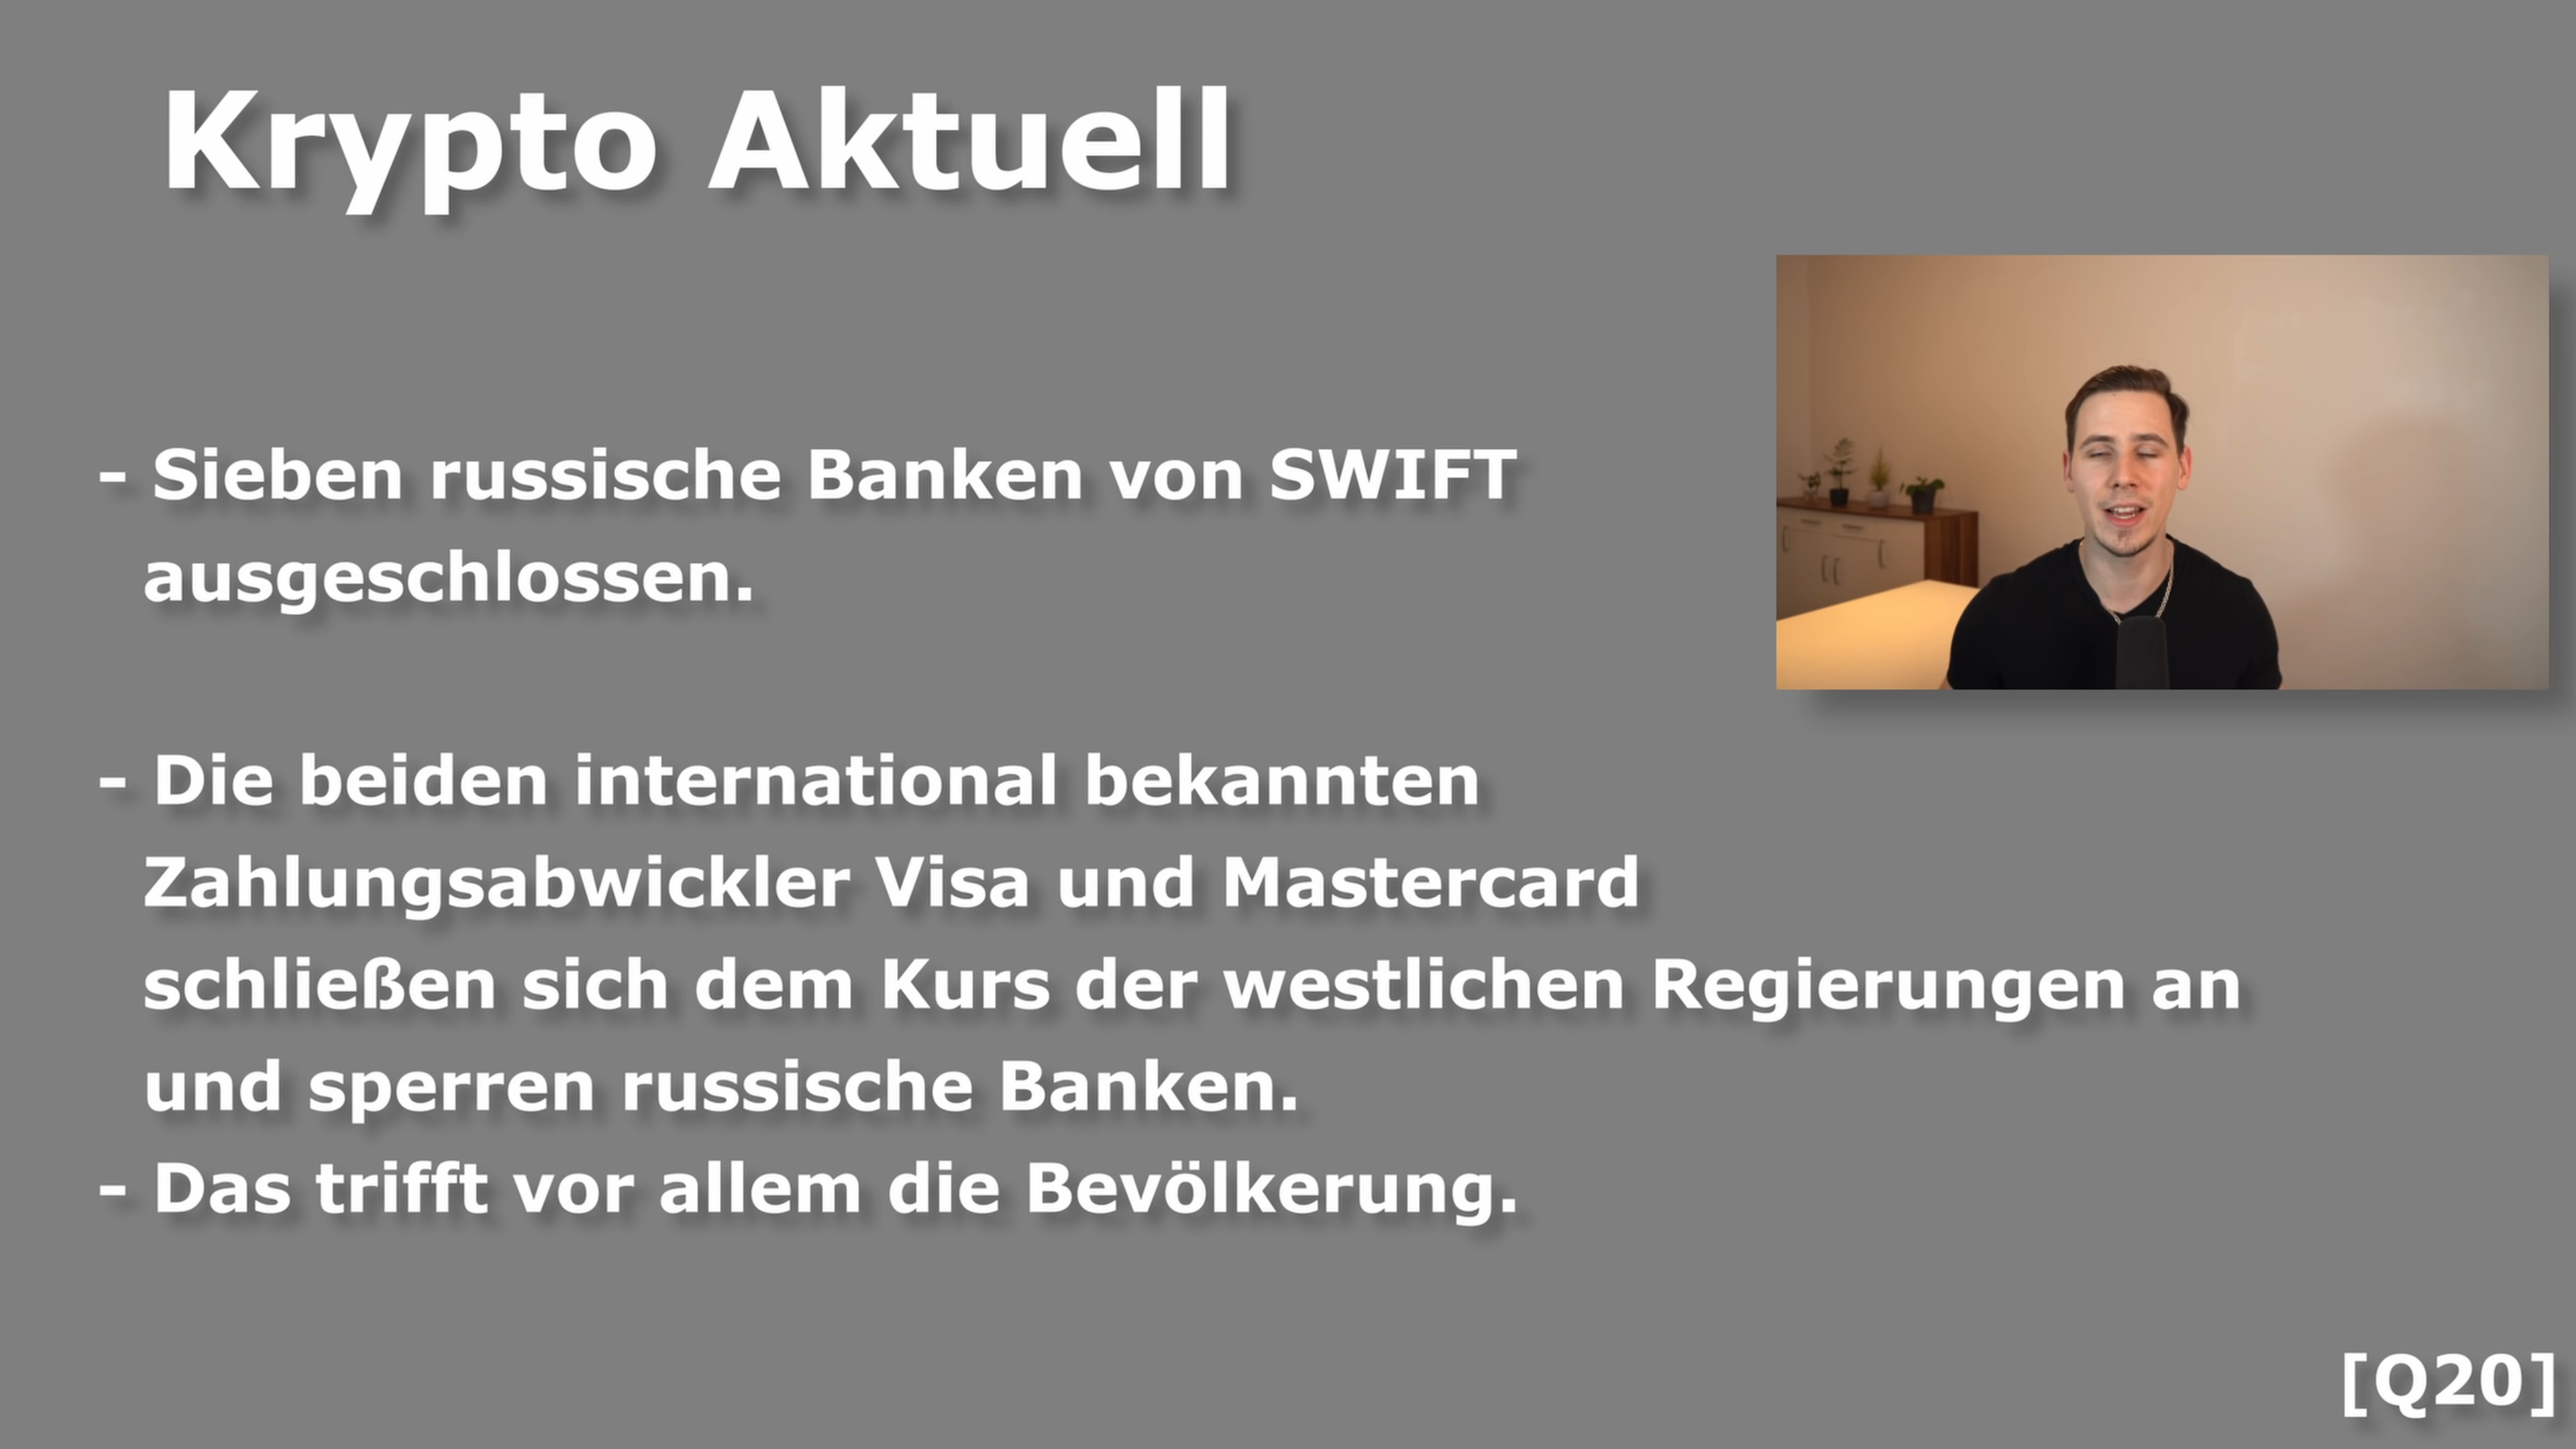 Krypto Aktuell
- Sieben russische Banken von SWIFT
ausgeschlossen.
- Die beiden international bekannten
Zahlungsabwickler Visa und Mastercard
schließen sich dem Kurs der westlichen Regierungen an
und sperren russische Banken.
- Das trifft vor allem die Bevölkerung.
[Q20]